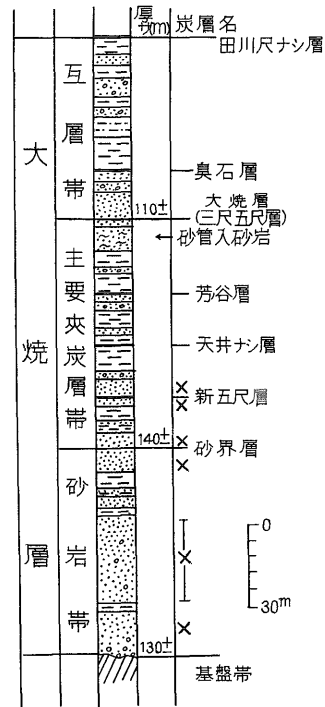 厚サ(m) 炭層名
田川尺ナシ層
大焼層
互層帯
臭石層
110±
大焼層
(三尺五尺層)
砂管入砂岩
主要夾炭層帯
芳谷層
天井ナシ層
新五尺層
140±
砂界層
砂岩帯
0
30m
130±
基盤帯